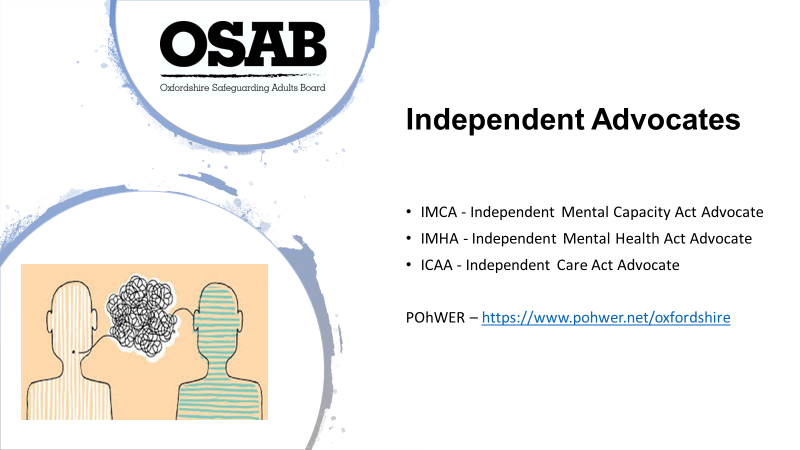 OSAB
Oxfordshire Safeguarding Adults Board
Independent Advocates
• IMCA - Independent Mental Capacity Act Advocate
• IMHA - Independent Mental Health Act Advocate
• ICAA - Independent Care Act Advocate
POhWER – https://www.pohwer.net/oxfordshire